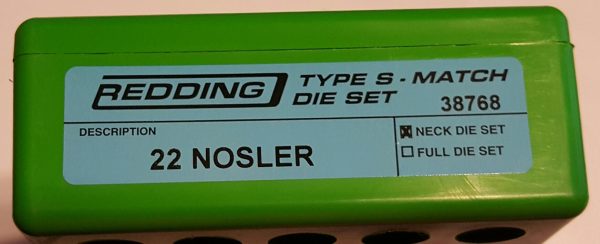 REDDING TYPE S - MATCH
DIE SET 38768
DESCRIPTION
22 NOSLER
NECK DIE SET
FULL DIE SET